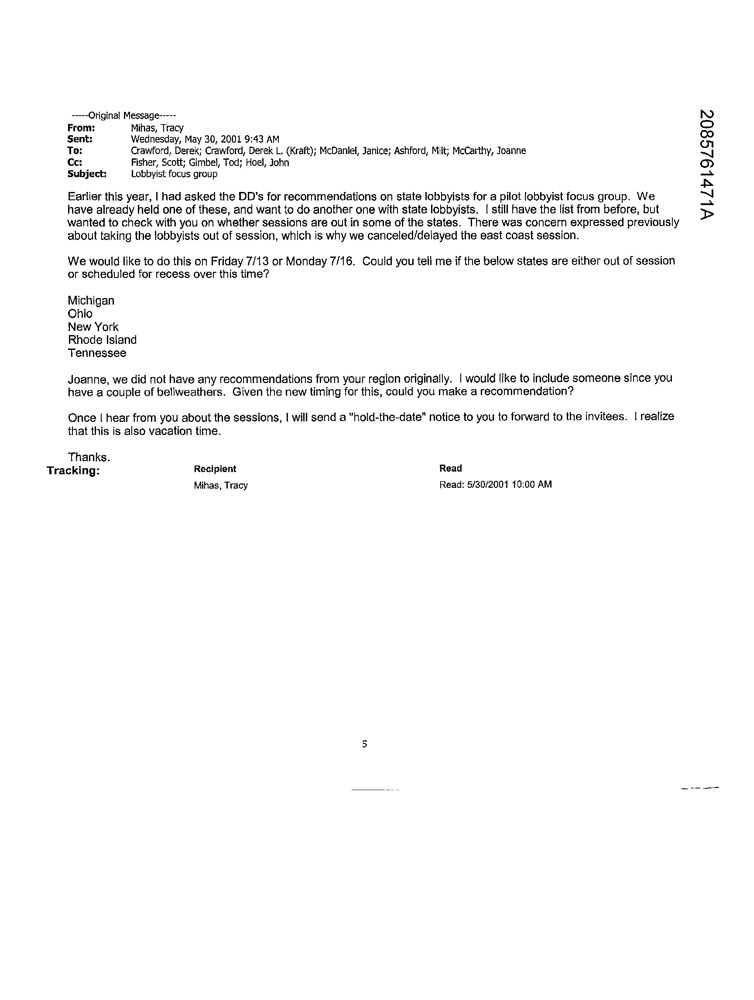 -----Original Message-----
From: Mihas, Tracy
Sent: Wednesday, May 30, 2001 9:43 AM
To: Crawford, Derek; Crawford, Derek L. (Kraft); McDaniel, Janice; Ashford, Milt; McCarthy, Joanne
Cc: Fisher, Scott; Gimbel, Tod; Hoel, John
Subject: Lobbyist focus group
Earlier this year, I had asked the DD's for recommendations on state lobbyists for a pilot lobbyist focus group. We
have already held one of these, and want to do another one with state lobbyists. I still have the list from before, but
wanted to check with you on whether sessions are out in some of the states. There was concern expressed previously
about taking the lobbyists out of session, which is why we canceled/delayed the east coast session.
We would like to do this on Friday 7/13 or Monday 7/16. Could you tell me if the below states are either out of session
or scheduled for recess over this time?
Michigan
Ohio
New York
Rhode Island
Tennessee
Joanne, we did not have any recommendations from your region originally. I would like to include someone since you
have a couple of bellweathers. Given the new timing for this, could you make a recommendation?
Once I hear from you about the sessions, I will send a "hold-the-date" notice to you to forward to the invitees. I realize
that this is also vacation time.
Thanks.
Tracking: Recipient Read
Mihas, Tracy Read: 5/30/2001 10:00 AM
5
2085761471A